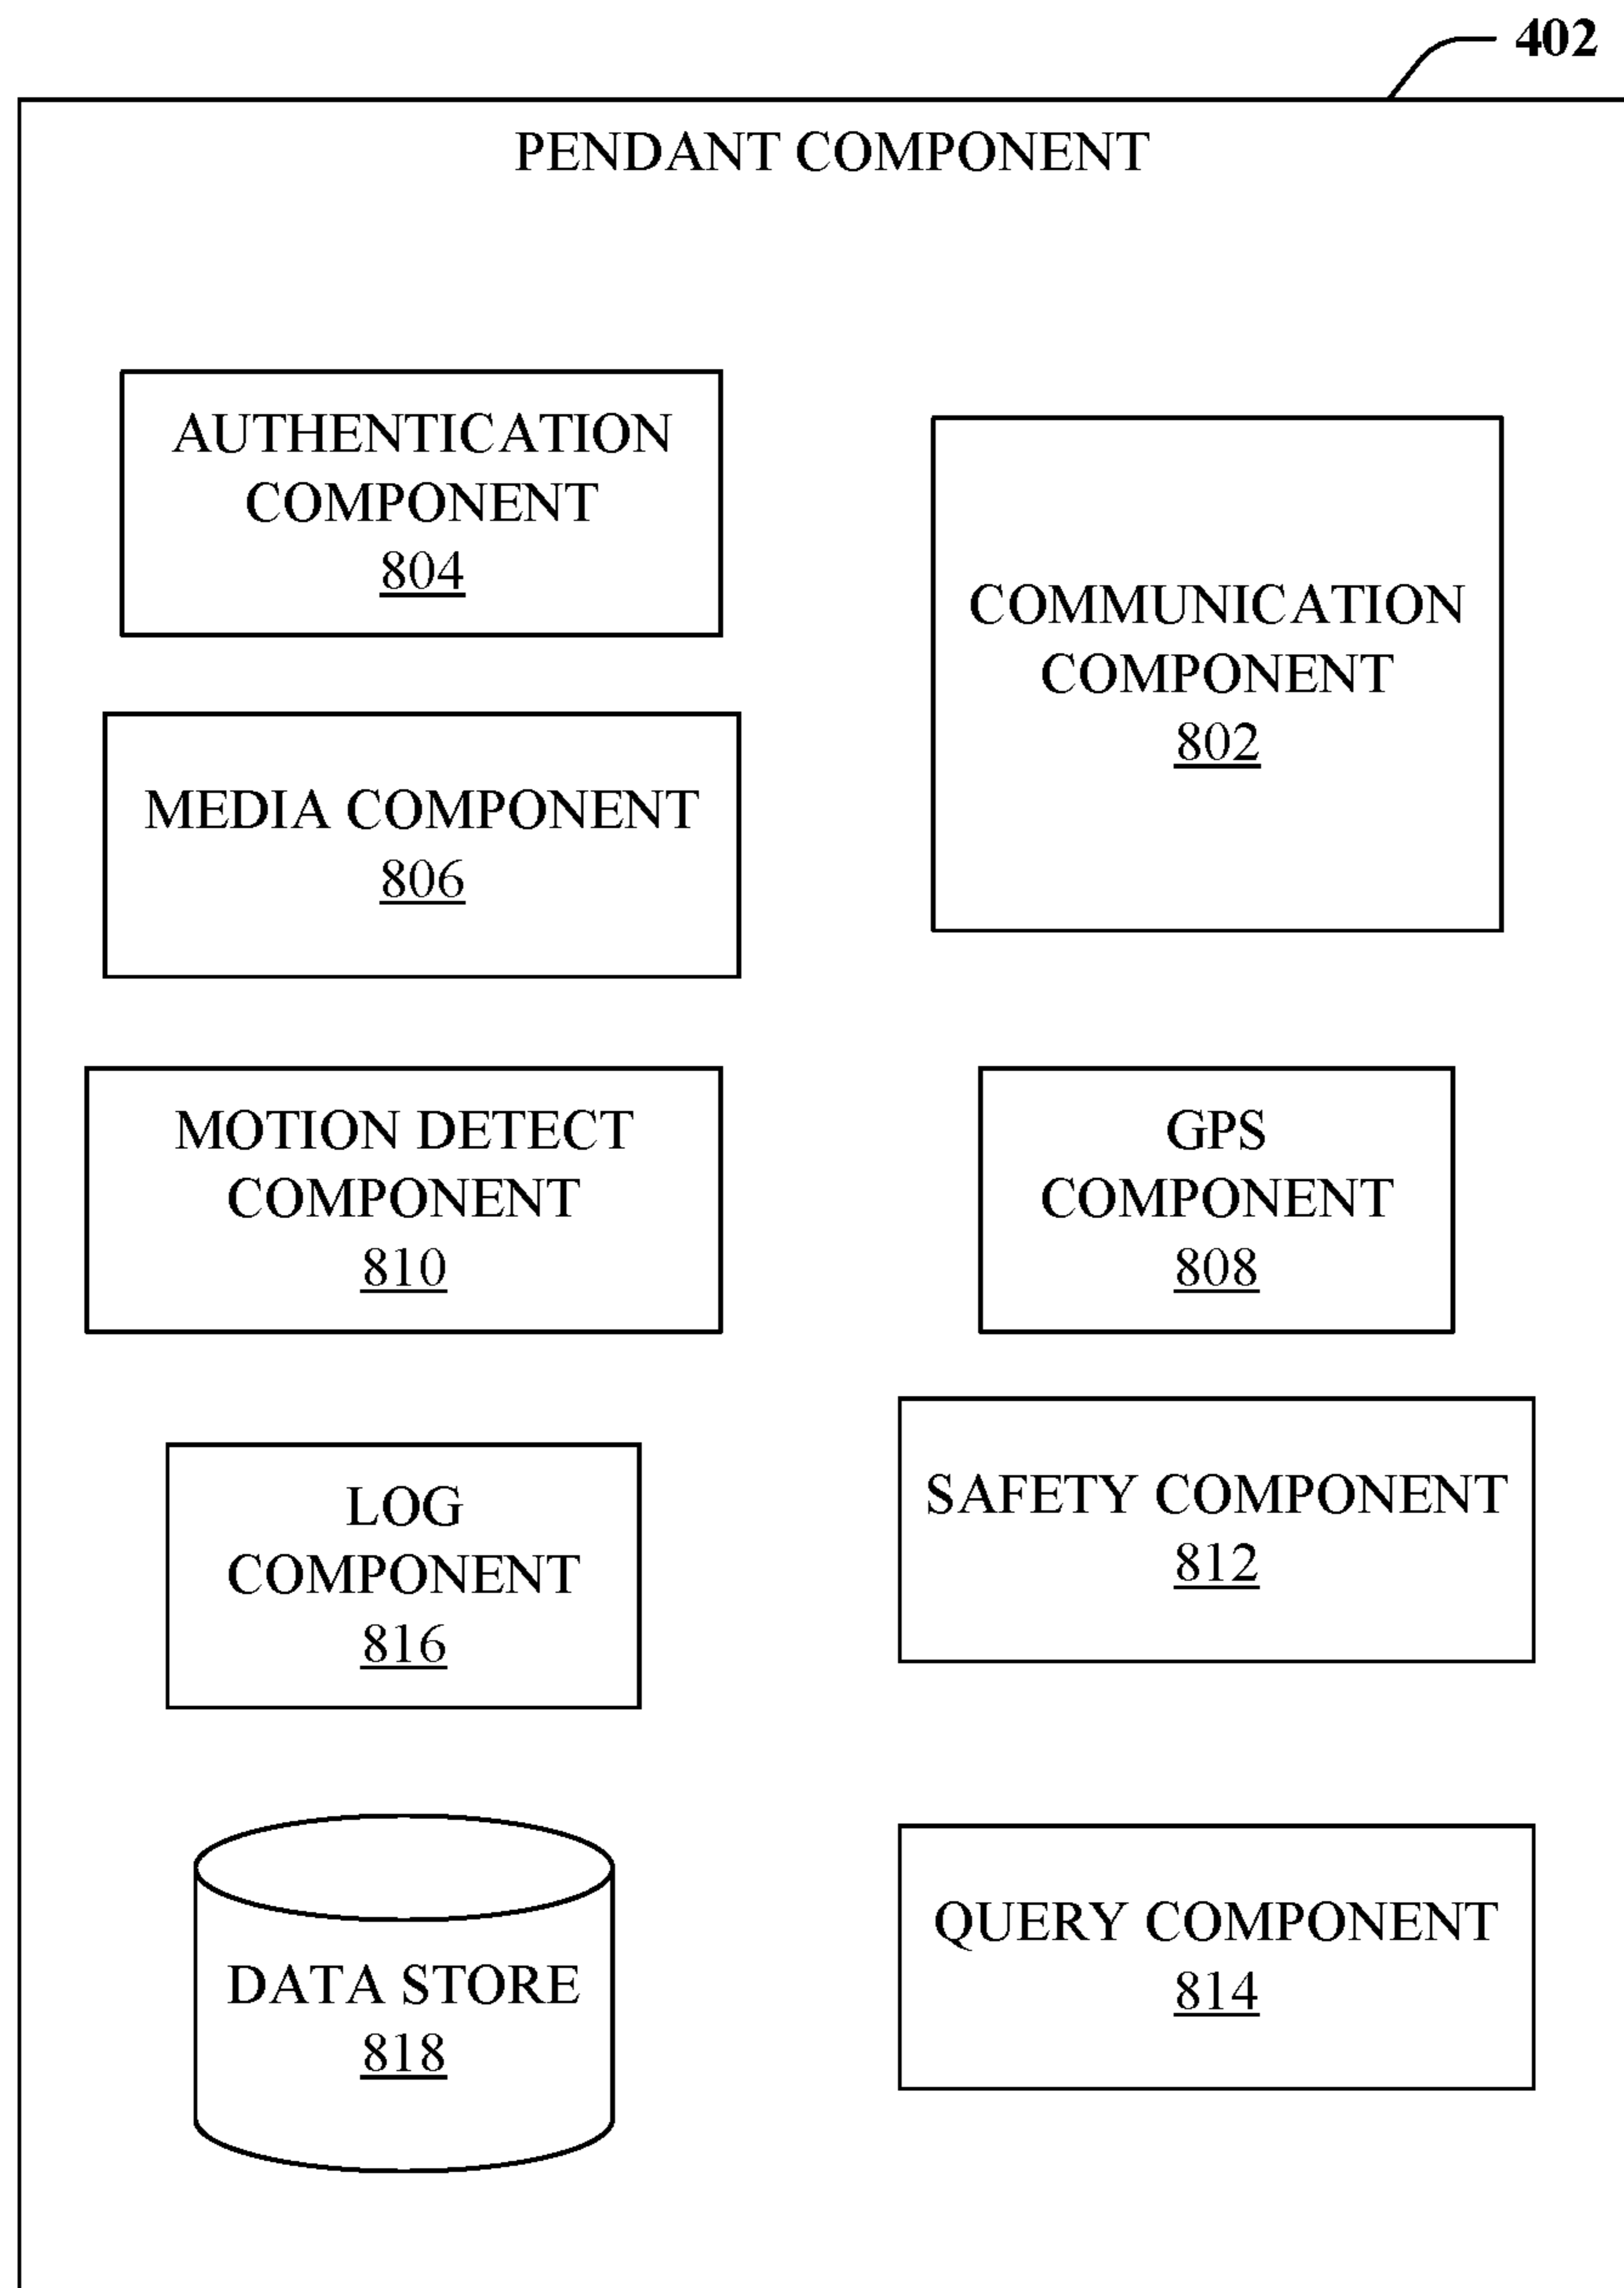 402
PENDANT COMPONENT
AUTHENTICATION
COMPONENT
804
COMMUNICATION
COMPONENT
802
MEDIA COMPONENT
806
MOTION DETECT
COMPONENT
810
GPS
COMPONENT
808
LOG
COMPONENT
816
SAFETY COMPONENT
812
DATA STORE
818
QUERY COMPONENT
814